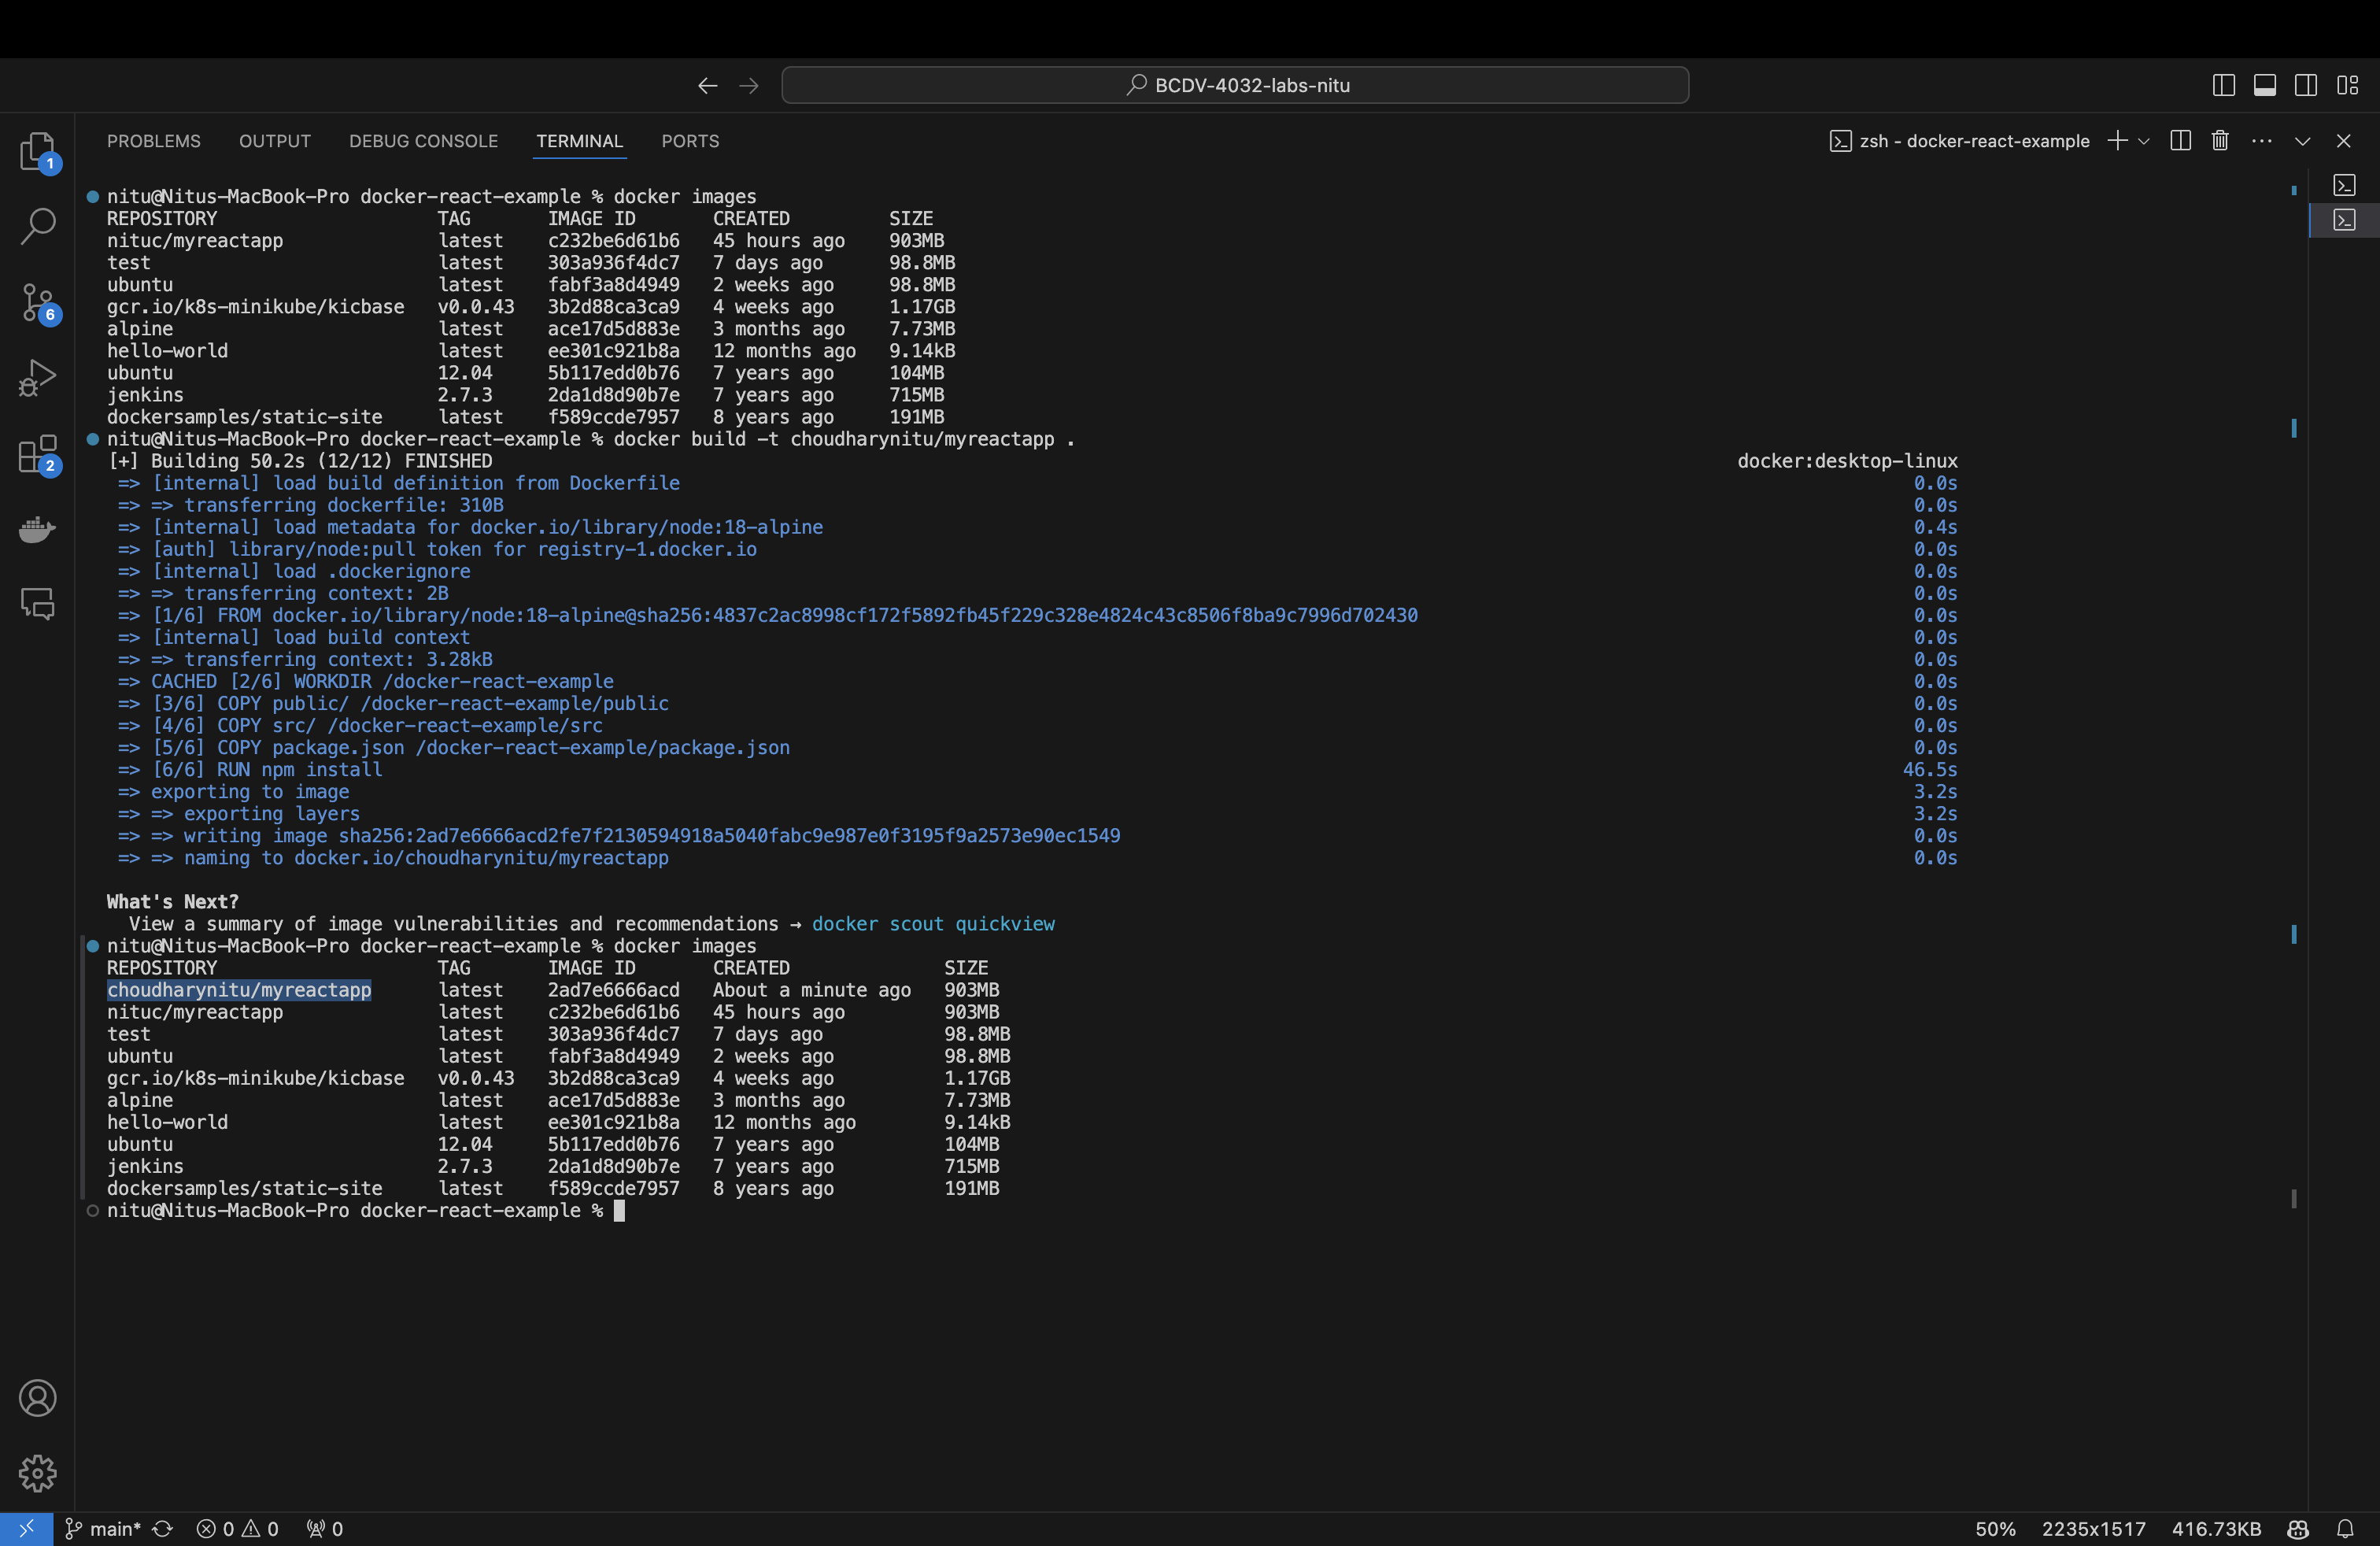 BCDV-4032-labs-nitu
PROBLEMS OUTPUT DEBUG CONSOLE TERMINAL PORTS zsh - docker-react-example
1
6
2
nitu@Nitus-MacBook-Pro docker-react-example % docker images
REPOSITORY TAG IMAGE ID CREATED SIZE
nituc/myreactapp latest c232be6d61b6 45 hours ago 903MB
test latest 303a936f4dc7 7 days ago 98.8MB
ubuntu latest fabf3a8d4949 2 weeks ago 98.8MB
gcr.io/k8s-minikube/kicbase v0.0.43 3b2d88ca3ca9 4 weeks ago 1.17GB
alpine latest ace17d5d883e 3 months ago 7.73MB
hello-world latest ee301c921b8a 12 months ago 9.14kB
ubuntu 12.04 5b117edd0b76 7 years ago 104MB
jenkins 2.7.3 2da1d8d90b7e 7 years ago 715MB
dockersamples/static-site latest f589ccde7957 8 years ago 191MB
nitu@Nitus-MacBook-Pro docker-react-example % docker build -t choudharynitu/myreactapp .
[+] Building 50.2s (12/12) FINISHED docker:desktop-linux
=> [internal] load build definition from Dockerfile 0.0s
=> => transferring dockerfile: 310B 0.0s
=> [internal] load metadata for docker.io/library/node:18-alpine 0.4s
=> [auth] library/node:pull token for registry-1.docker.io 0.0s
=> [internal] load .dockerignore 0.0s
=> => transferring context: 2B 0.0s
=> [1/6] FROM docker.io/library/node:18-alpine@sha256:4837c2ac8998cf172f5892fb45f229c328e4824c43c8506f8ba9c7996d702430 0.0s
=> [internal] load build context 0.0s
=> => transferring context: 3.28kB 0.0s
=> CACHED [2/6] WORKDIR /docker-react-example 0.0s
=> [3/6] COPY public/ /docker-react-example/public 0.0s
=> [4/6] COPY src/ /docker-react-example/src 0.0s
=> [5/6] COPY package.json /docker-react-example/package.json 0.0s
=> [6/6] RUN npm install 46.5s
=> exporting to image 3.2s
=> => exporting layers 3.2s
=> => writing image sha256:2ad7e6666acd2fe7f2130594918a5040fabc9e987e0f3195f9a2573e90ec1549 0.0s
=> => naming to docker.io/choudharynitu/myreactapp 0.0s
What's Next?
View a summary of image vulnerabilities and recommendations → docker scout quickview
nitu@Nitus-MacBook-Pro docker-react-example % docker images
REPOSITORY TAG IMAGE ID CREATED SIZE
choudharynitu/myreactapp latest 2ad7e6666acd About a minute ago 903MB
nituc/myreactapp latest c232be6d61b6 45 hours ago 903MB
test latest 303a936f4dc7 7 days ago 98.8MB
ubuntu latest fabf3a8d4949 2 weeks ago 98.8MB
gcr.io/k8s-minikube/kicbase v0.0.43 3b2d88ca3ca9 4 weeks ago 1.17GB
alpine latest ace17d5d883e 3 months ago 7.73MB
hello-world latest ee301c921b8a 12 months ago 9.14kB
ubuntu 12.04 5b117edd0b76 7 years ago 104MB
jenkins 2.7.3 2da1d8d90b7e 7 years ago 715MB
dockersamples/static-site latest f589ccde7957 8 years ago 191MB
nitu@Nitus-MacBook-Pro docker-react-example %
main* 0 0 0 50% 2235x1517 416.73KB